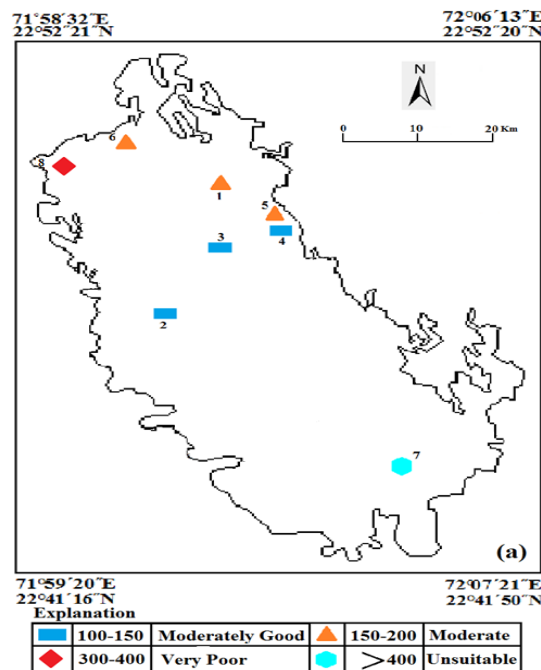 71°58´32˝E 72°06´13˝E
22°52´21˝N 22°52´20˝N
N
0 10 20 Km
6
8
1
5
4
3
2
7
(a)
71°59´20˝E 72°07´21˝E
22°41´16˝N 22°41´50˝N
Explanation
100-150 Moderately Good 150-200 Moderate
300-400 Very Poor >400 Unsuitable